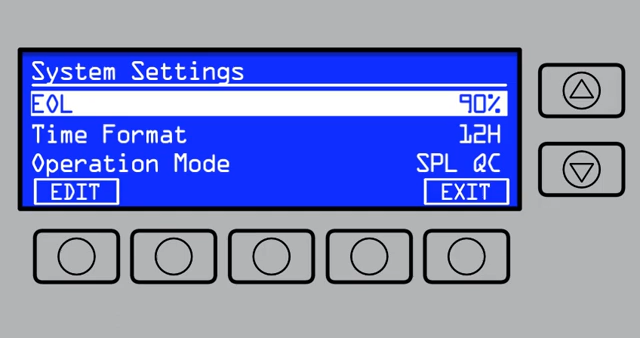 System Settings
EOL 90%
Time Format 12H
Operation Mode SPL QC
EDIT EXIT